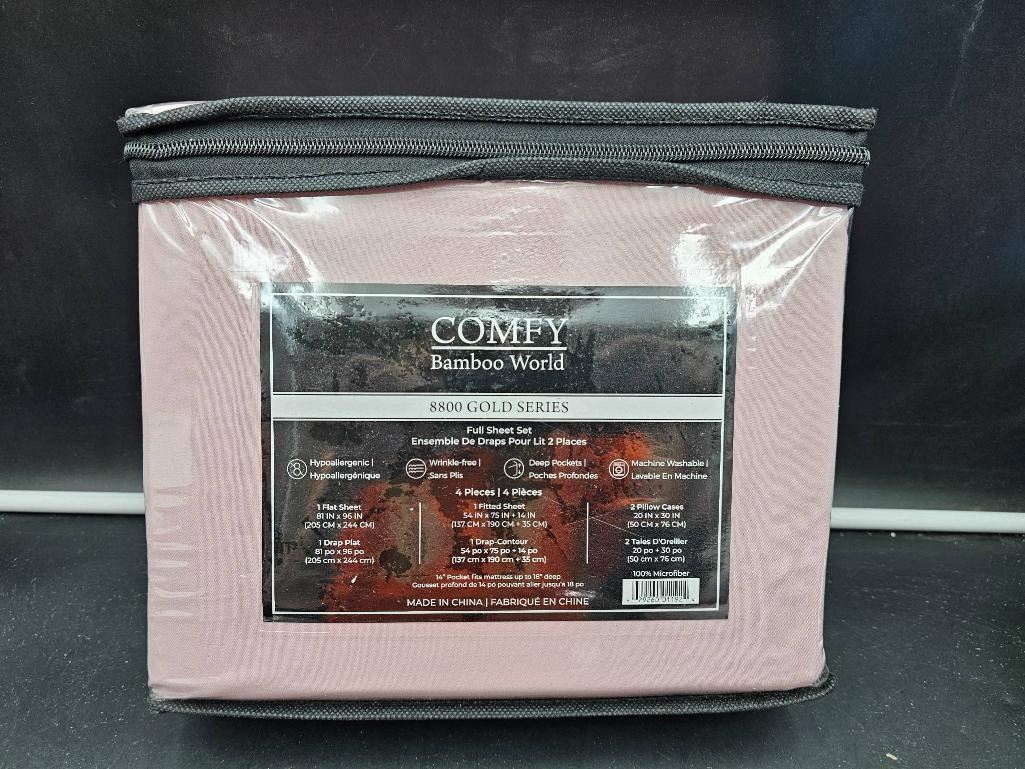 COMFY
Bamboo World
8800 GOLD SERIES
Full Sheet Set
Ensemble De Draps Pour Lit 2 Places
Hypoallergenic |
Hypoallergénique
Wrinkle-free |
Sans Plis
Deep Pockets |
Poches Profondes
Machine Washable |
Lavable En Machine
4 Pieces | 4 Pièces
1 Flat Sheet
81 IN x 96 IN
(205 CM x 244 CM)
1 Drap Plat
81 po x 96 po
(205 cm x 244 cm)
1 Fitted Sheet
54 IN x 75 IN + 14 IN
(137 CM x 190 CM + 35 CM)
1 Drap-Contour
54 po x 75 po + 14 po
(137 cm x 190 cm + 35 cm)
2 Pillow Cases
20 IN x 30 IN
(50 CM x 76 CM)
2 Taies D'Oreiller
20 po + 30 po
(50 cm x 76 cm)
14" Pocket fits mattress up to 18" deep
Gousset profond de 14 po pouvant aller jusqu'a 18 po
100% Microfiber
MADE IN CHINA | FABRIQUÉ EN CHINE